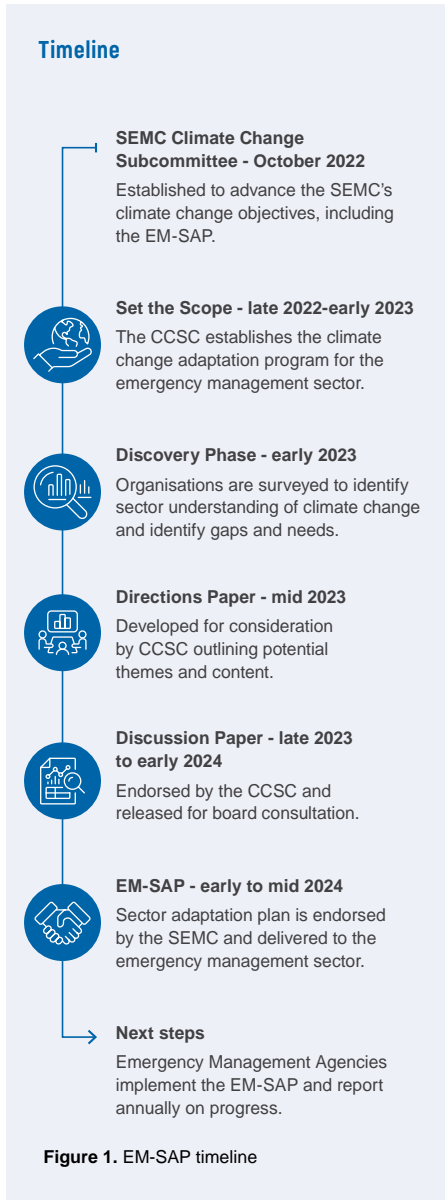 Timeline
SEMC Climate Change
Subcommittee - October 2022
Established to advance the SEMC's
climate change objectives, including
the EM-SAP.
Set the Scope - late 2022-early 2023
The CCSC establishes the climate
change adaptation program for the
emergency management sector.
Discovery Phase - early 2023
Organisations are surveyed to identify
sector understanding of climate change
and identify gaps and needs.
Directions Paper - mid 2023
Developed for consideration
by CCSC outlining potential
themes and content.
Discussion Paper - late 2023
to early 2024
Endorsed by the CCSC and
released for board consultation.
EM-SAP - early to mid 2024
Sector adaptation plan is endorsed
by the SEMC and delivered to the
emergency management sector.
Next steps
Emergency Management Agencies
implement the EM-SAP and report
annually on progress.
Figure 1. EM-SAP timeline